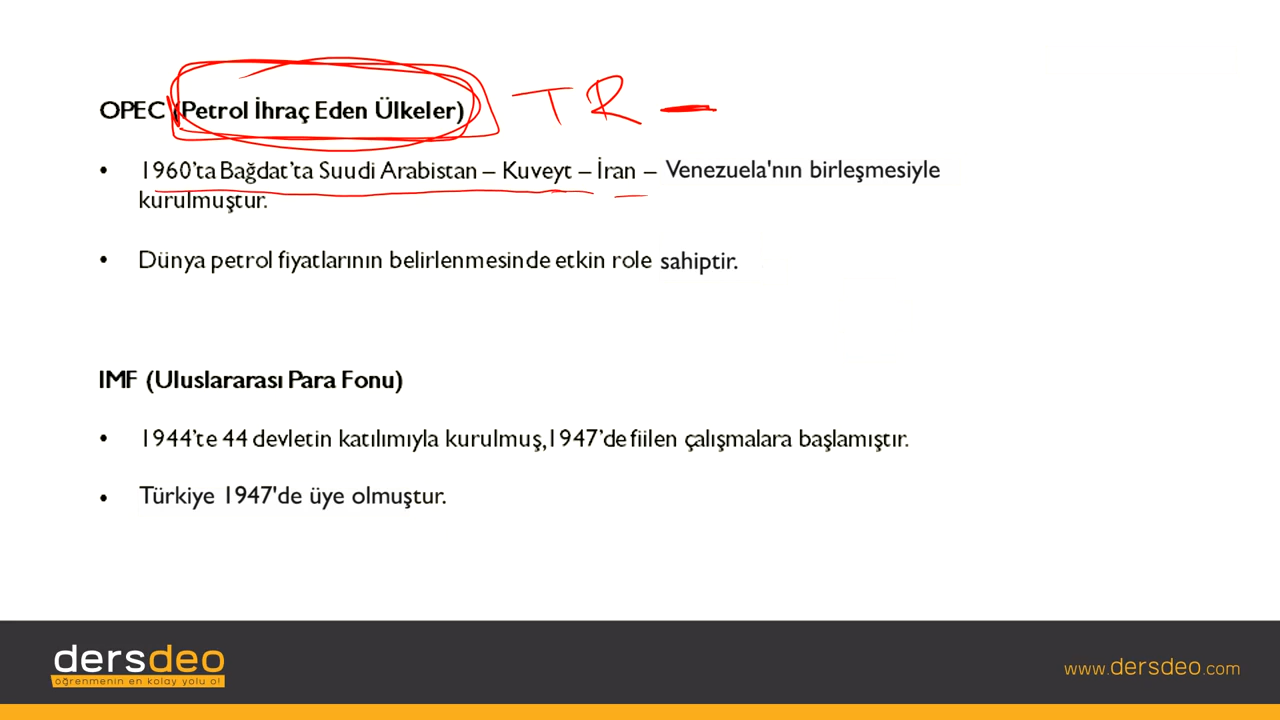 OPEC (Petrol İhraç Eden Ülkeler) TR –
• 1960’ta Bağdat’ta Suudi Arabistan – Kuveyt – İran – Venezuela'nın birleşmesiyle
kurulmuştur.
• Dünya petrol fiyatlarının belirlenmesinde etkin role sahiptir.
IMF (Uluslararası Para Fonu)
• 1944’te 44 devletin katılımıyla kurulmuş,1947’de fiilen çalışmalara başlamıştır.
• Türkiye 1947'de üye olmuştur.
dersdeo
öğrenmenin en kolay yolu o!
www.dersdeo.com